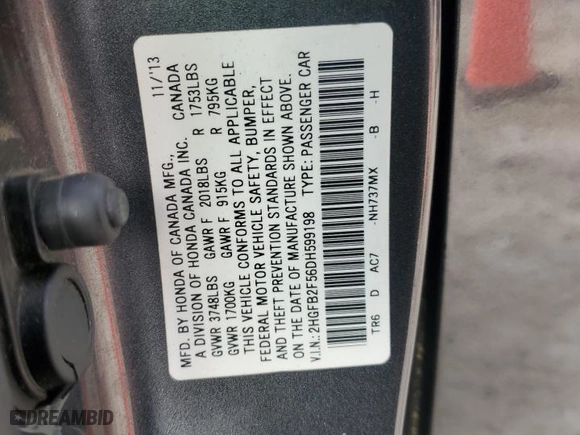 MFD. BY HONDA OF CANADA MFG., 11/'13
A DIVISION OF HONDA CANADA INC. CANADA
GVWR 3748LBS GAWR F 2018LBS R 1753LBS
GVWR 1700KG GAWR F 915KG R 795KG
THIS VEHICLE CONFORMS TO ALL APPLICABLE
FEDERAL MOTOR VEHICLE SAFETY, BUMPER,
AND THEFT PREVENTION STANDARDS IN EFFECT
ON THE DATE OF MANUFACTURE SHOWN ABOVE.
V.I.N.: 2HGFB2F56DH599198 TYPE: PASSENGER CAR
TR6 D AC7 -NH737MX -B -H
DREAMBID